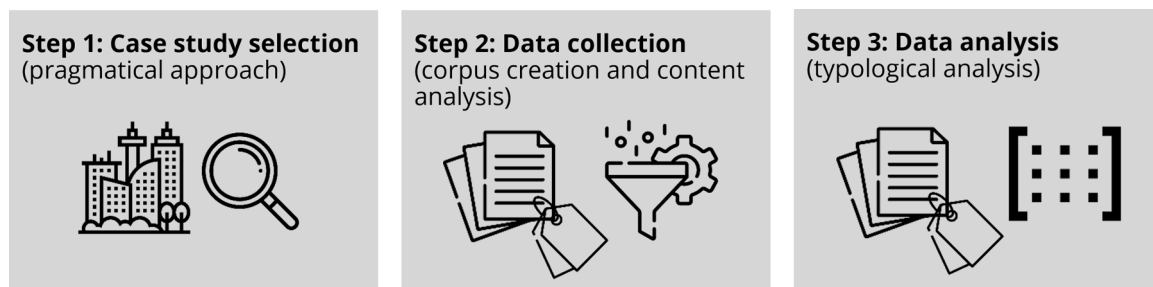 Step 1: Case study selection
(pragmatical approach)
Step 2: Data collection
(corpus creation and content
analysis)
Step 3: Data analysis
(typological analysis)